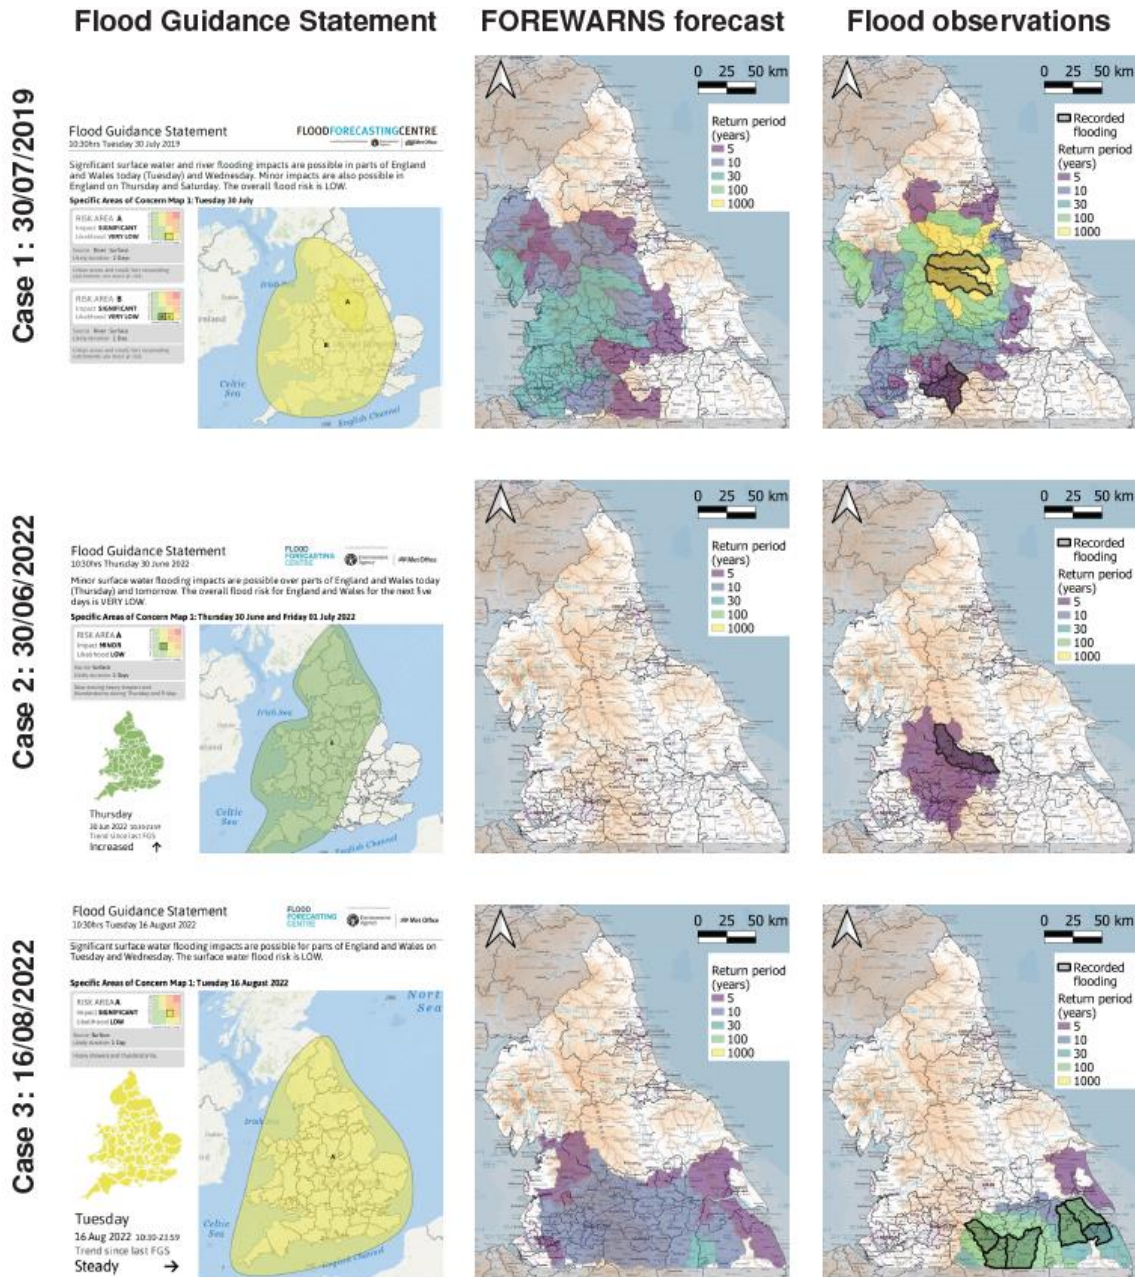 Flood Guidance Statement
FOREWARNS forecast
Flood observations
Case 1: 30/07/2019
Flood Guidance Statement
10:30hrs Tuesday 30 July 2019
FLOODFORECASTINGCENTRE
Significant surface water and river flooding impacts are possible in parts of England
and Wales today (Tuesday) and Wednesday. Minor impacts are also possible in
England on Thursday and Saturday. The overall flood risk is LOW.
Specific Areas of Concern Map 1: Tuesday 30 July
RISK AREA A
Impact SIGNIFICANT
Likelihood VERY LOW
RISK AREA B
Impact SIGNIFICANT
Likelihood VERY LOW
A
B
Celtic
Sea
English Channel
0 25 50 km
Return period
(years)
5
10
30
100
1000
0 25 50 km
Recorded
flooding
Return period
(years)
5
10
30
100
1000
Case 2: 30/06/2022
Flood Guidance Statement
10:30hrs Thursday 30 June 2022
FLOOD
FORECASTING
CENTRE
Environment
Agency
Met Office
Minor surface water flooding impacts are possible over parts of England and Wales today
(Thursday) and tomorrow. The overall flood risk for England and Wales for the next five
days is VERY LOW.
Specific Areas of Concern Map 1: Thursday 30 June and Friday 01 July 2022
RISK AREA A
Impact MINOR
Likelihood LOW
Irish Sea
A
Celtic
Sea
English Channel
Thursday
30 Jun 2022 10:30-23:59
Trend since last FGS
Increased ↑
0 25 50 km
Return period
(years)
5
10
30
100
1000
0 25 50 km
Recorded
flooding
Return period
(years)
5
10
30
100
1000
Case 3: 16/08/2022
Flood Guidance Statement
10:30hrs Tuesday 16 August 2022
FLOOD
FORECASTING
CENTRE
Environment
Agency
Met Office
Significant surface water flooding impacts are possible for parts of England and Wales on
Tuesday and Wednesday. The surface water flood risk is LOW.
Specific Areas of Concern Map 1: Tuesday 16 August 2022
RISK AREA A
Impact SIGNIFICANT
Likelihood LOW
Source Surface
Likely duration 1 Day
Heavy showers and thunderstorms.
North
Sea
A
Celtic
Sea
English Channel
Tuesday
16 Aug 2022 10:30-23:59
Trend since last FGS
Steady →
0 25 50 km
Return period
(years)
5
10
30
100
1000
0 25 50 km
Recorded
flooding
Return period
(years)
5
10
30
100
1000